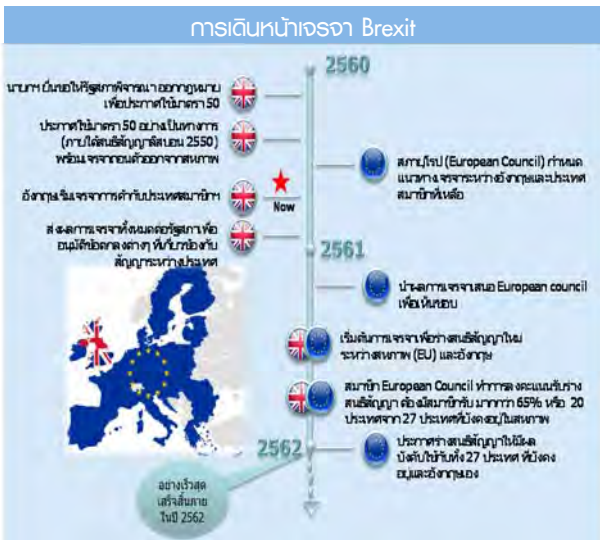 การเดินหน้าเจรจา Brexit
2560
นายกฯ ยื่นขอให้รัฐสภาพิจารณา ออกกฎหมาย
เพื่อประกาศใช้มาตรา 50
ประกาศใช้มาตรา 50 อย่างเป็นทางการ
(ภายใต้สนธิสัญญาลิสบอน 2550)
พร้อมเจรจาถอนตัวออกจากสหภาพ
สภายุโรป (European Council) กำหนด
แนวทางเจรจาระหว่างอังกฤษและประเทศ
สมาชิกที่เหลือ
อังกฤษเริ่มเจรจาการค้ากับประเทศสมาชิกฯ
Now
ส่งผลการเจรจาทั้งหมดต่อรัฐสภาเพื่อ
อนุมัติข้อตกลงต่างๆ ที่เกี่ยวข้องกับ
สัญญาระหว่างประเทศ
2561
นำผลการเจรจาเสนอ European council
เพื่อเห็นชอบ
เริ่มต้นการเจรจาเพื่อร่างสนธิสัญญาใหม่
ระหว่างสหภาพ (EU) และอังกฤษ
สมาชิก European Council ทำการลงคะแนนรับร่าง
สนธิสัญญา ต้องมีสมาชิกรับ มากกว่า 65% หรือ 20
ประเทศจาก 27 ประเทศที่ยังคงอยู่ในสหภาพ
2562
ประกาศร่างสนธิสัญญาให้มีผล
บังคับใช้กับทั้ง 27 ประเทศ ที่ยังคง
อยู่และอังกฤษเอง
อย่างเร็วสุด
เสร็จสิ้นภาย
ในปี 2562